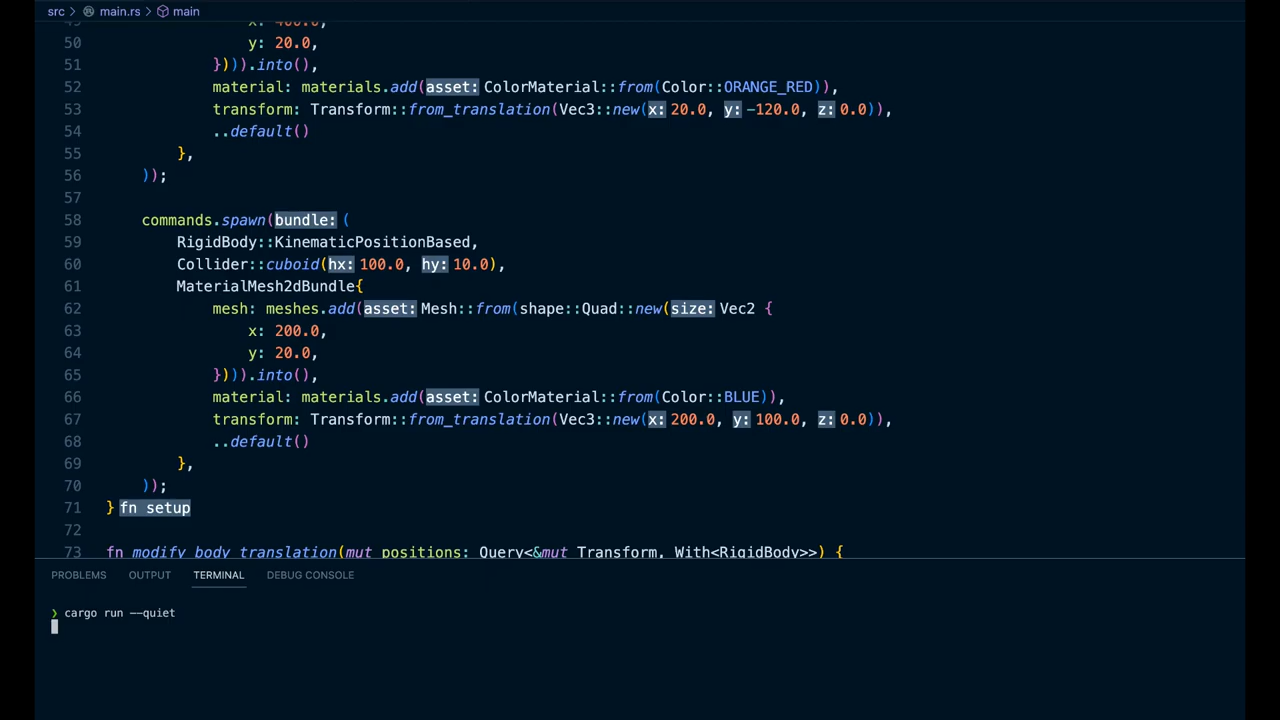 src > main.rs > main
49 x: 400.0,
50 y: 20.0,
51 }))).into(),
52 material: materials.add(asset: ColorMaterial::from(Color::ORANGE_RED)),
53 transform: Transform::from_translation(Vec3::new(x: 20.0, y: -120.0, z: 0.0)),
54 ..default()
55 },
56 ));
57
58 commands.spawn(bundle: (
59 RigidBody::KinematicPositionBased,
60 Collider::cuboid(hx: 100.0, hy: 10.0),
61 MaterialMesh2dBundle{
62 mesh: meshes.add(asset: Mesh::from(shape::Quad::new(size: Vec2 {
63 x: 200.0,
64 y: 20.0,
65 }))).into(),
66 material: materials.add(asset: ColorMaterial::from(Color::BLUE)),
67 transform: Transform::from_translation(Vec3::new(x: 200.0, y: 100.0, z: 0.0)),
68 ..default()
69 },
70 ));
71 } fn setup
72
73 fn modify_body_translation(mut positions: Query<&mut Transform, With<RigidBody>>) {
PROBLEMS OUTPUT TERMINAL DEBUG CONSOLE
❯ cargo run --quiet